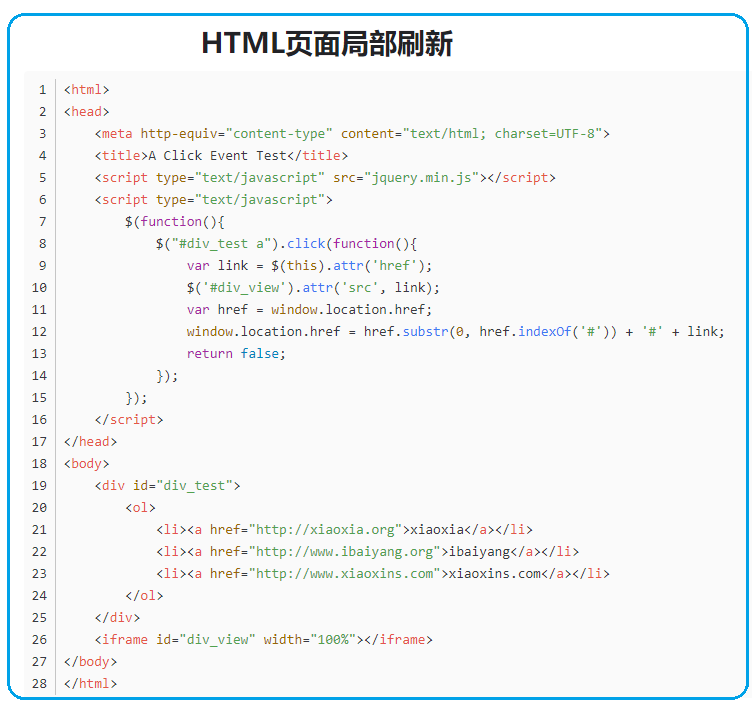 HTML页面局部刷新
1 <html>
2 <head>
3     <meta http-equiv="content-type" content="text/html; charset=UTF-8">
4     <title>A Click Event Test</title>
5     <script type="text/javascript" src="jquery.min.js"></script>
6     <script type="text/javascript">
7         $(function(){
8             $("#div_test a").click(function(){
9                 var link = $(this).attr('href');
10                 $('#div_view').attr('src', link);
11                 var href = window.location.href;
12                 window.location.href = href.substr(0, href.indexOf('#')) + '#' + link;
13                 return false;
14             });
15         });
16     </script>
17 </head>
18 <body>
19     <div id="div_test">
20         <ol>
21             <li><a href="http://xiaoxia.org">xiaoxia</a></li>
22             <li><a href="http://www.ibaiyang.org">ibaiyang</a></li>
23             <li><a href="http://www.xiaoxins.com">xiaoxins.com</a></li>
24         </ol>
25     </div>
26     <iframe id="div_view" width="100%"></iframe>
27 </body>
28 </html>